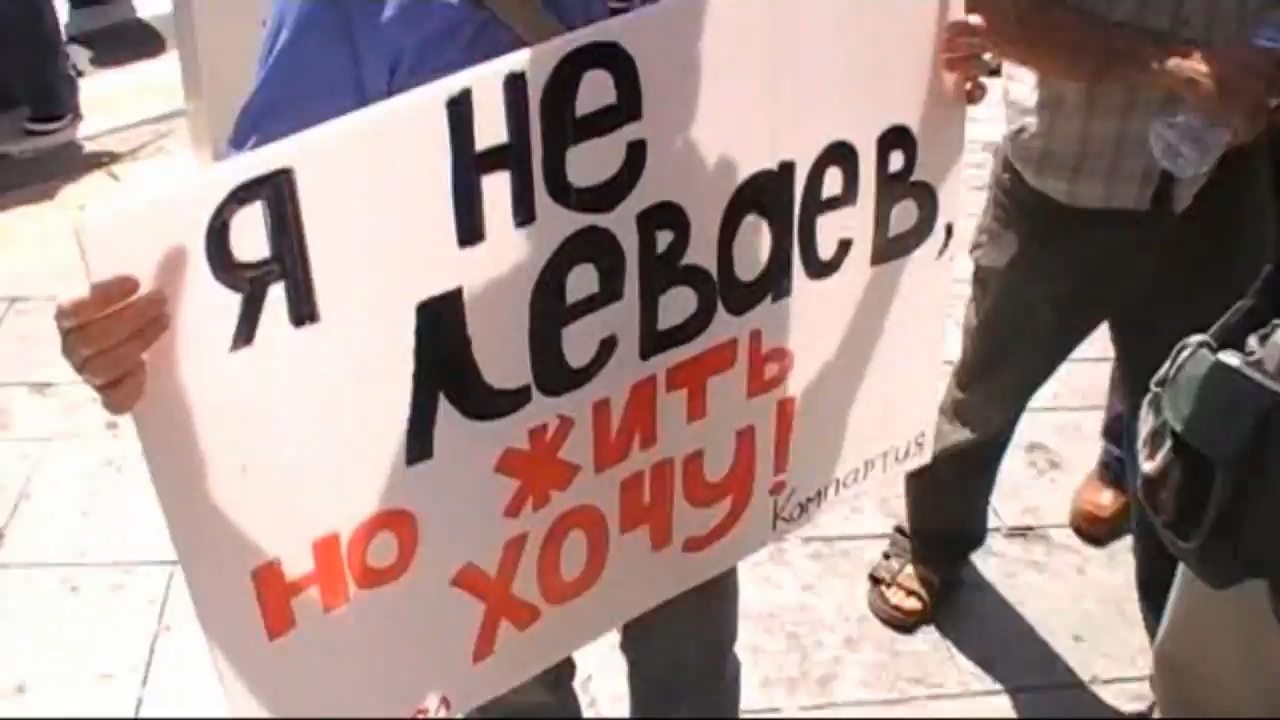 Я не
леваев,
но жить
хочу!
Компартия